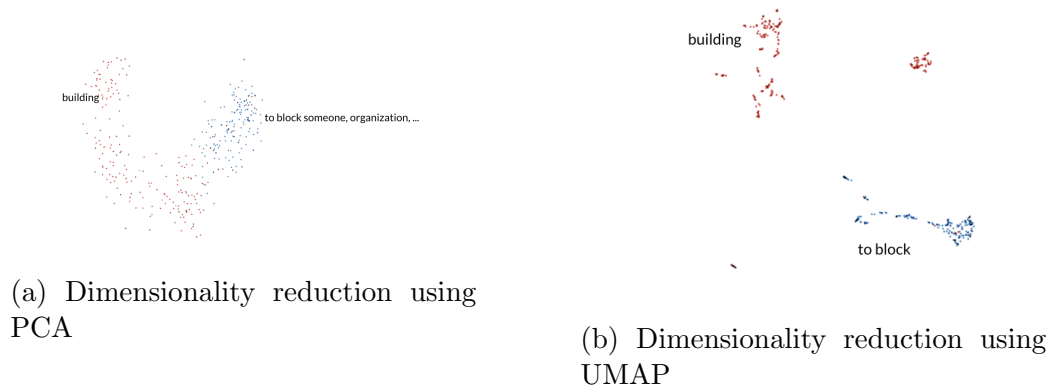 building
to block someone, organization, ...
(a) Dimensionality reduction using
PCA
building
to block
(b) Dimensionality reduction using
UMAP